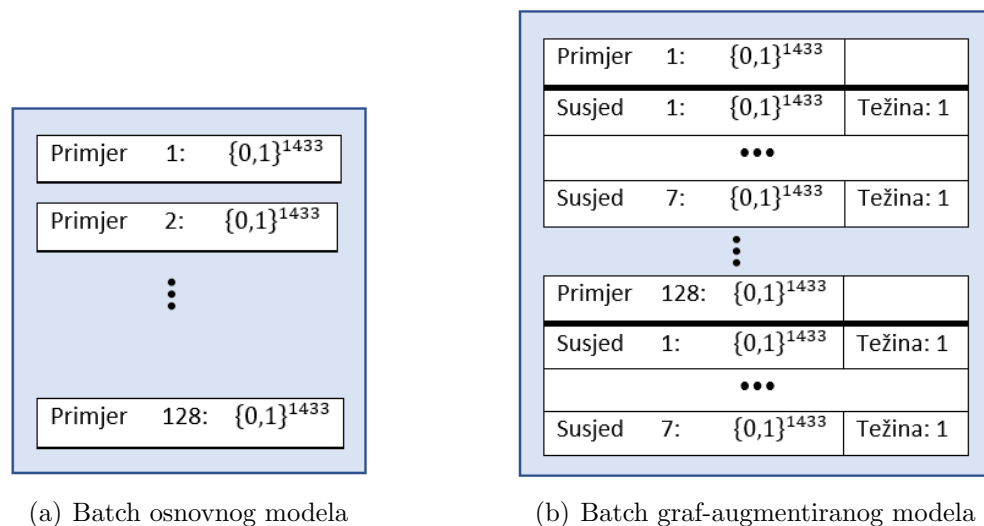 Primjer 1: {0,1}^1433
Primjer 2: {0,1}^1433
Primjer 128: {0,1}^1433
(a) Batch osnovnog modela
Primjer 1: {0,1}^1433
Susjed 1: {0,1}^1433 Težina: 1
•••
Susjed 7: {0,1}^1433 Težina: 1
Primjer 128: {0,1}^1433
Susjed 1: {0,1}^1433 Težina: 1
•••
Susjed 7: {0,1}^1433 Težina: 1
(b) Batch graf-augmentiranog modela